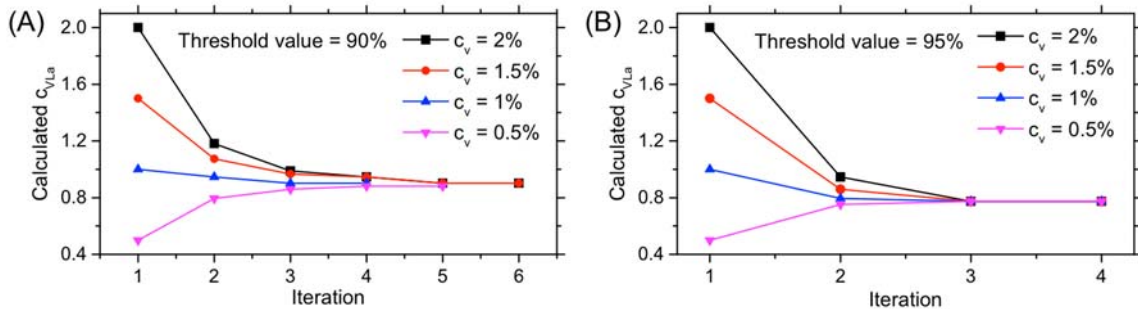 (A)
Threshold value = 90%
c_v = 2%
c_v = 1.5%
c_v = 1%
c_v = 0.5%
Calculated c_VLa
2.0
1.6
1.2
0.8
0.4
1 2 3 4 5 6
Iteration
(B)
Threshold value = 95%
c_v = 2%
c_v = 1.5%
c_v = 1%
c_v = 0.5%
Calculated c_VLa
2.0
1.6
1.2
0.8
0.4
1 2 3 4
Iteration